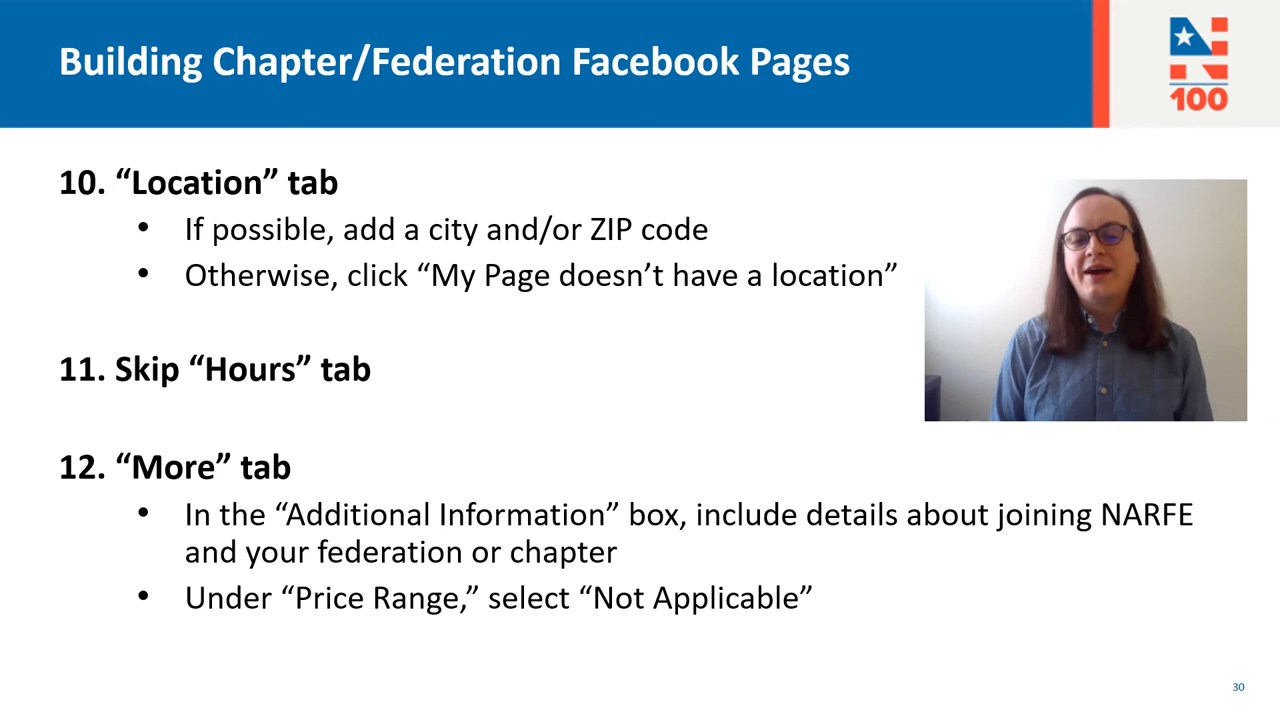 Building Chapter/Federation Facebook Pages
100
10. “Location” tab
• If possible, add a city and/or ZIP code
• Otherwise, click “My Page doesn’t have a location”
11. Skip “Hours” tab
12. “More” tab
• In the “Additional Information” box, include details about joining NARFE
and your federation or chapter
• Under “Price Range,” select “Not Applicable”
30